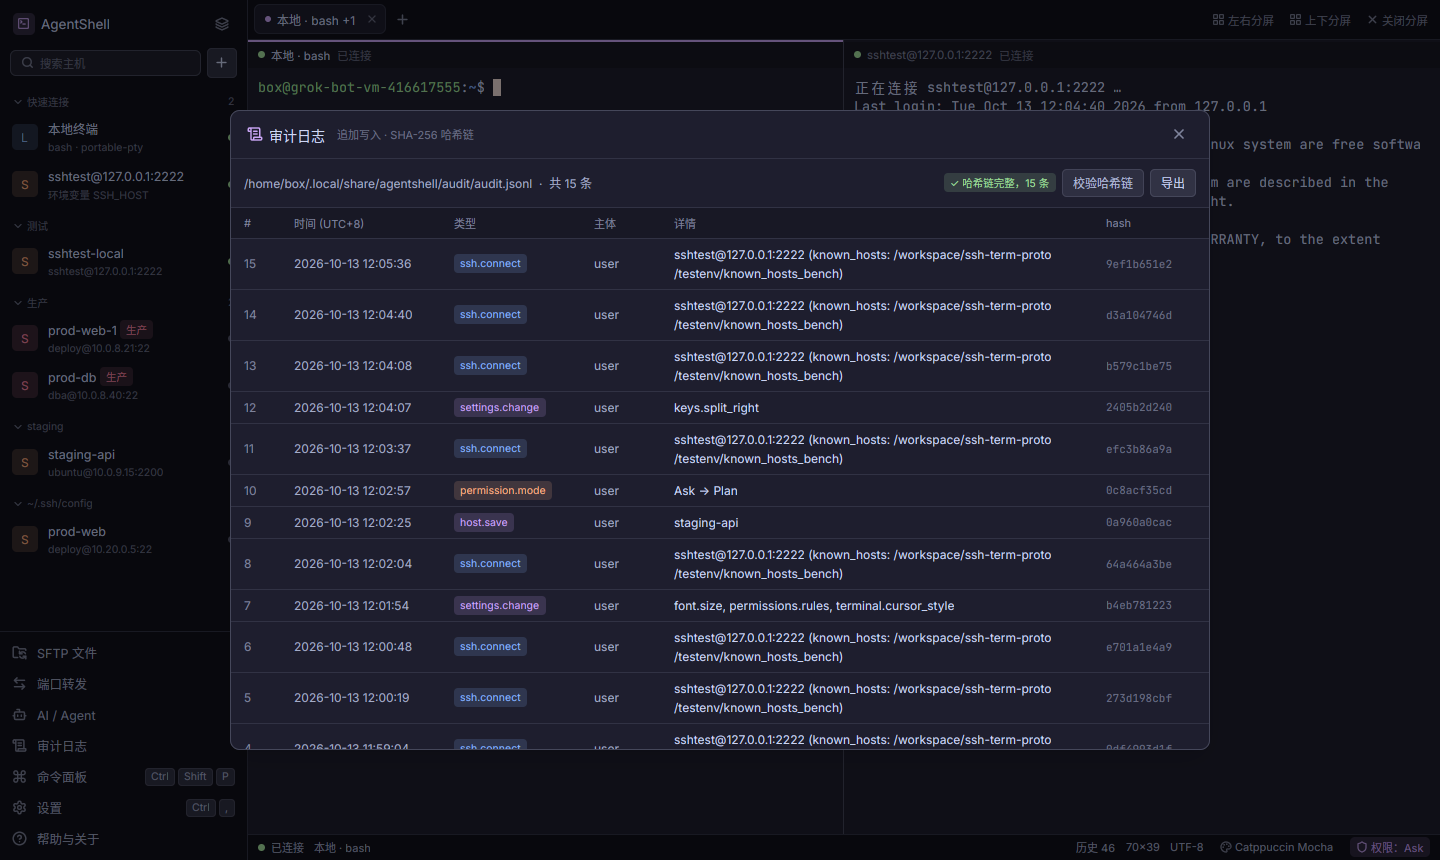 AgentShell
搜索主机
快速连接 2
L 本地终端
bash · portable-pty
S sshtest@127.0.0.1:2222
环境变量 SSH_HOST
测试
S sshtest-local
sshtest@127.0.0.1:2222
生产
S prod-web-1 生产
deploy@10.0.8.21:22
S prod-db 生产
dba@10.0.8.40:22
staging
S staging-api
ubuntu@10.0.9.15:2200
~/.ssh/config
S prod-web
deploy@10.20.0.5:22
SFTP 文件
端口转发
AI / Agent
审计日志
命令面板 Ctrl Shift P
设置 Ctrl ,
帮助与关于
本地 · bash +1
左右分屏 上下分屏 关闭分屏
本地 · bash 已连接
box@grok-bot-vm-416617555:~$
sshtest@127.0.0.1:2222 已连接
正在连接 sshtest@127.0.0.1:2222 …
Last login: Tue Oct 13 12:04:40 2026 from 127.0.0.1
nux system are free softwa
m are described in the
ht.
RRANTY, to the extent
审计日志 追加写入 · SHA-256 哈希链
/home/box/.local/share/agentshell/audit/audit.jsonl · 共 15 条
✓ 哈希链完整，15 条 校验哈希链 导出
# 时间 (UTC+8) 类型 主体 详情 hash
15 2026-10-13 12:05:36 ssh.connect user sshtest@127.0.0.1:2222 (known_hosts: /workspace/ssh-term-proto
/testenv/known_hosts_bench) 9ef1b651e2
14 2026-10-13 12:04:40 ssh.connect user sshtest@127.0.0.1:2222 (known_hosts: /workspace/ssh-term-proto
/testenv/known_hosts_bench) d3a104746d
13 2026-10-13 12:04:08 ssh.connect user sshtest@127.0.0.1:2222 (known_hosts: /workspace/ssh-term-proto
/testenv/known_hosts_bench) b579c1be75
12 2026-10-13 12:04:07 settings.change user keys.split_right 2405b2d240
11 2026-10-13 12:03:37 ssh.connect user sshtest@127.0.0.1:2222 (known_hosts: /workspace/ssh-term-proto
/testenv/known_hosts_bench) efc3b86a9a
10 2026-10-13 12:02:57 permission.mode user Ask → Plan 0c8acf35cd
9 2026-10-13 12:02:25 host.save user staging-api 0a960a0cac
8 2026-10-13 12:02:04 ssh.connect user sshtest@127.0.0.1:2222 (known_hosts: /workspace/ssh-term-proto
/testenv/known_hosts_bench) 64a464a3be
7 2026-10-13 12:01:54 settings.change user font.size, permissions.rules, terminal.cursor_style b4eb781223
6 2026-10-13 12:00:48 ssh.connect user sshtest@127.0.0.1:2222 (known_hosts: /workspace/ssh-term-proto
/testenv/known_hosts_bench) e701a1e4a9
5 2026-10-13 12:00:19 ssh.connect user sshtest@127.0.0.1:2222 (known_hosts: /workspace/ssh-term-proto
/testenv/known_hosts_bench) 273d198cbf
4 2026-10-13 11:59:04 ssh.connect user sshtest@127.0.0.1:2222 (known_hosts: /workspace/ssh-term-proto
已连接 本地 · bash
历史 46 70×39 UTF-8 Catppuccin Mocha 权限：Ask